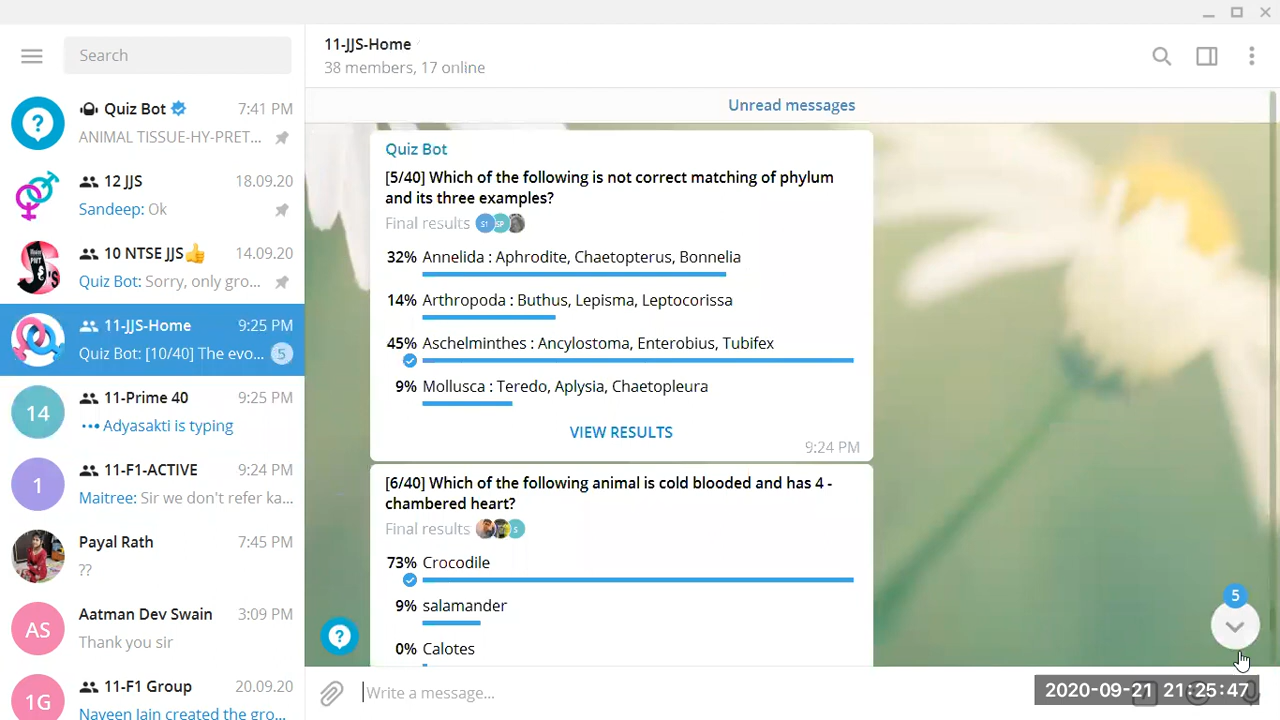 Search
Quiz Bot 7:41 PM
ANIMAL TISSUE-HY-PRET...
12 JJS 18.09.20
Sandeep: Ok
10 NTSE JJS👍 14.09.20
Quiz Bot: Sorry, only gro...
11-JJS-Home 9:25 PM
Quiz Bot: [10/40] The evo... 5
14
11-Prime 40 9:25 PM
Adyasakti is typing
1
11-F1-ACTIVE 9:24 PM
Maitree: Sir we don't refer ka...
Payal Rath 7:45 PM
??
AS
Aatman Dev Swain 3:09 PM
Thank you sir
1G
11-F1 Group 20.09.20
Naveen Jain created the gro...
11-JJS-Home
38 members, 17 online
Unread messages
Quiz Bot
[5/40] Which of the following is not correct matching of phylum
and its three examples?
Final results S1 SP
32% Annelida : Aphrodite, Chaetopterus, Bonnelia
14% Arthropoda : Buthus, Lepisma, Leptocorissa
45% Aschelminthes : Ancylostoma, Enterobius, Tubifex
9% Mollusca : Teredo, Aplysia, Chaetopleura
VIEW RESULTS
9:24 PM
[6/40] Which of the following animal is cold blooded and has 4 -
chambered heart?
Final results S
73% Crocodile
9% salamander
0% Calotes
5
Write a message...
2020-09-21 21:25:47